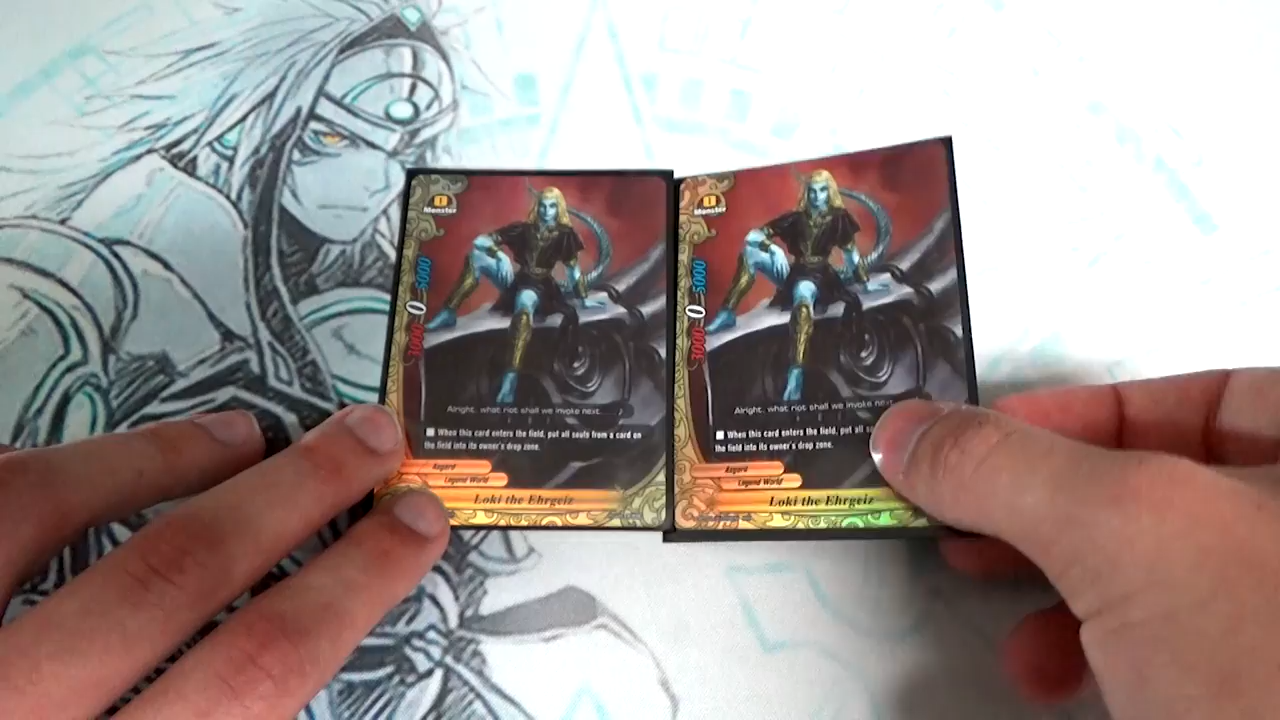 0
Monster
5000
0
3000
Alright, what riot shall we invoke next......♪
■ When this card enters the field, put all souls from a card on
the field into its owner's drop zone.
Asgard
Legend World
Loki the Ehrgeiz
0
Monster
5000
0
3000
Alright, what riot shall we invoke next
■ When this card enters the field, put all
the field into its owner's drop zone.
Asgard
Legend World
Loki the Ehrgeiz